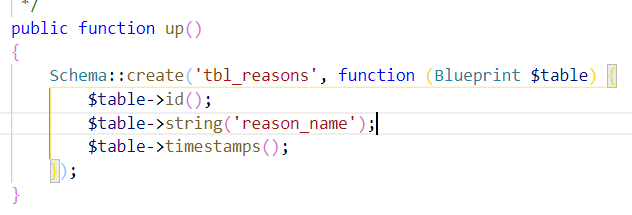 */
public function up()
{
Schema::create('tbl_reasons', function (Blueprint $table) {
$table->id();
$table->string('reason_name');
$table->timestamps();
});
}